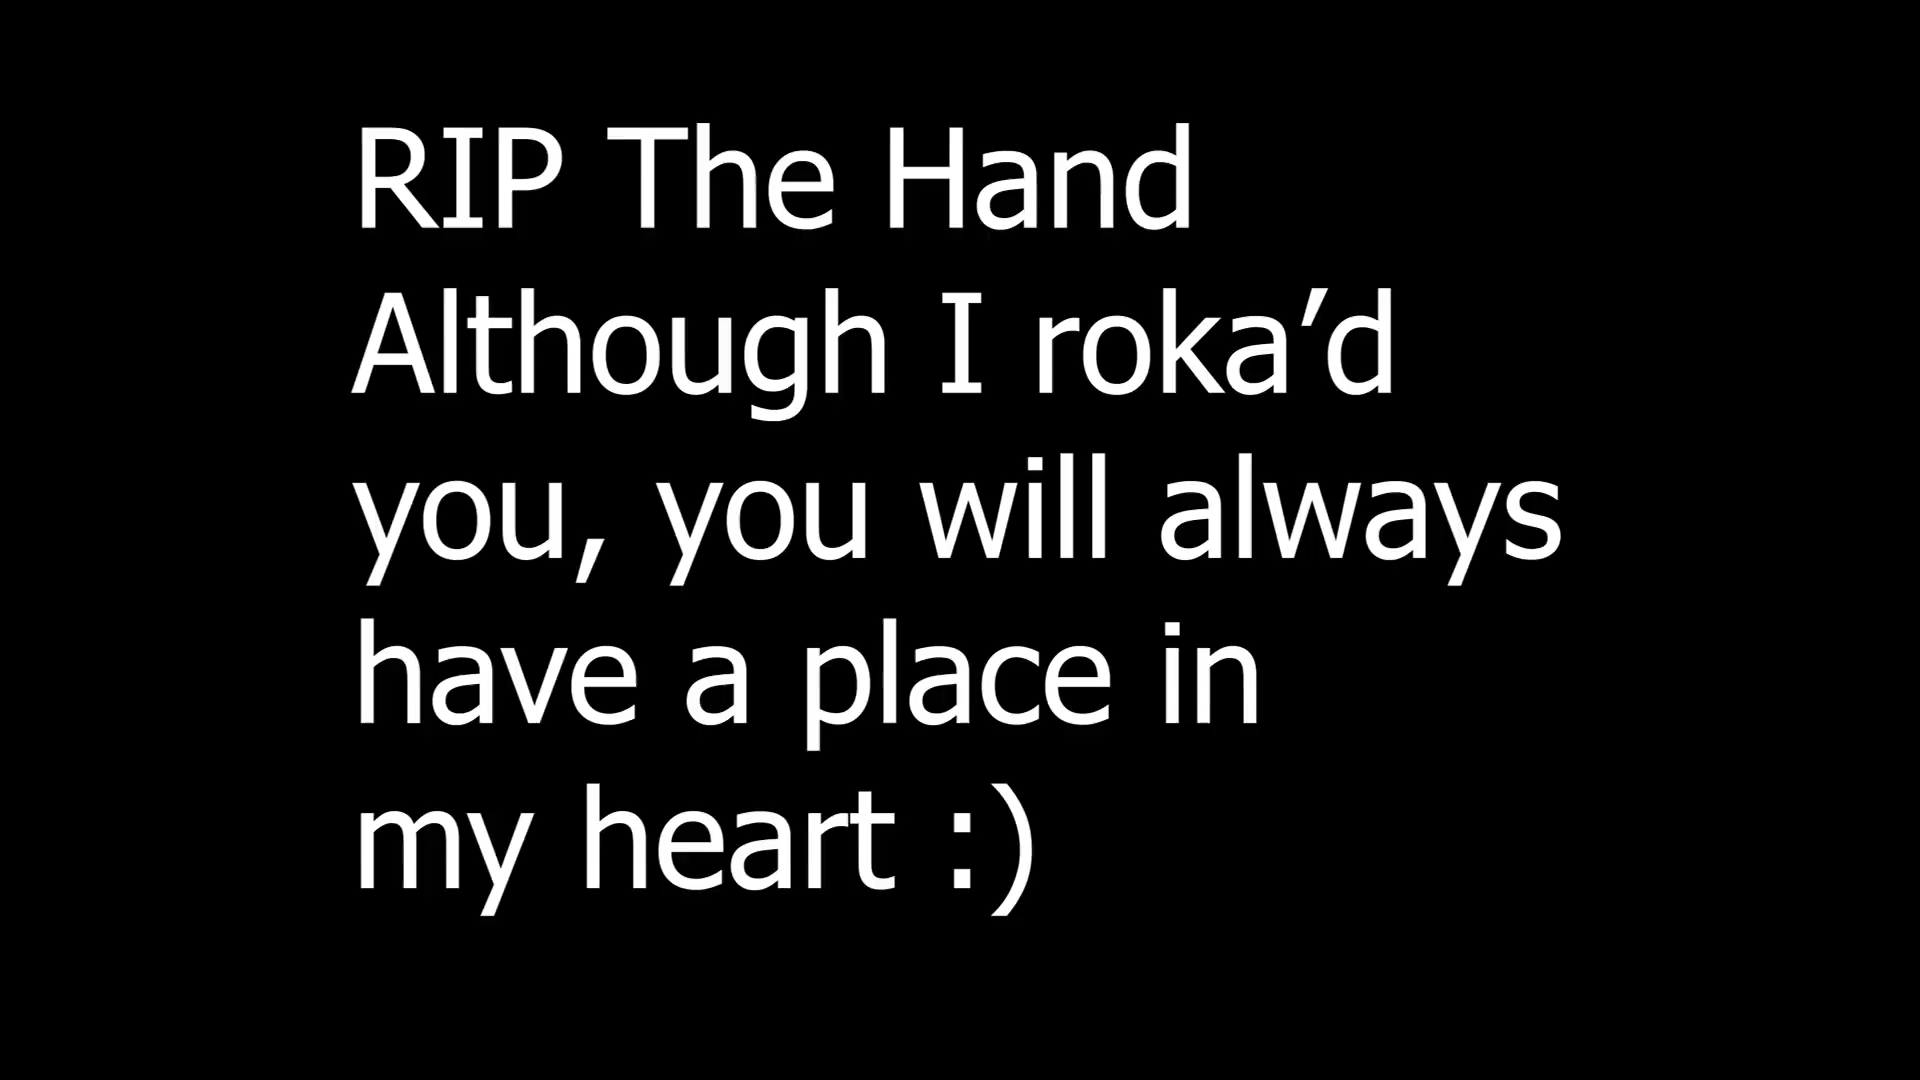 RIP The Hand
Although I roka’d
you, you will always
have a place in
my heart :)